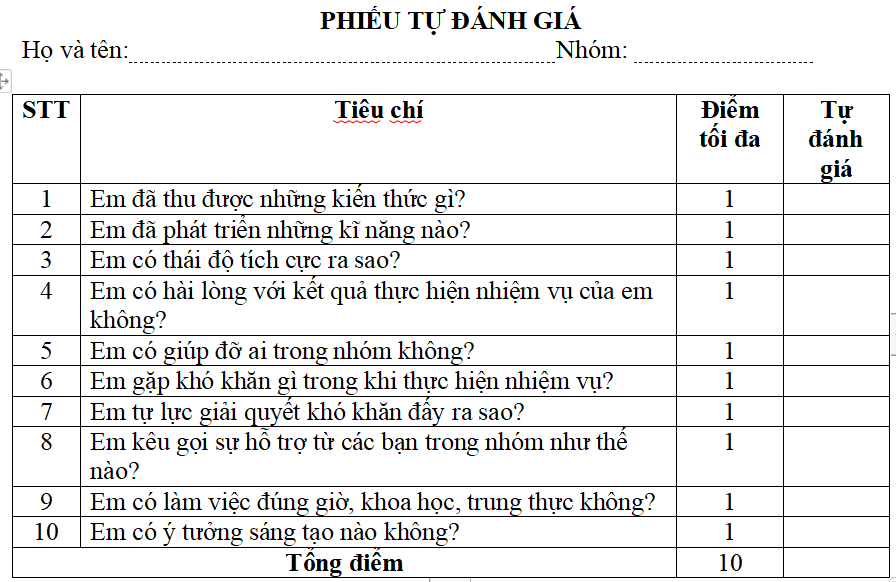 PHIẾU TỰ ĐÁNH GIÁ
Họ và tên: Nhóm:
STT Tiêu chí Điểm tối đa Tự đánh giá
1 Em đã thu được những kiến thức gì? 1
2 Em đã phát triển những kĩ năng nào? 1
3 Em có thái độ tích cực ra sao? 1
4 Em có hài lòng với kết quả thực hiện nhiệm vụ của em 1
không?
5 Em có giúp đỡ ai trong nhóm không? 1
6 Em gặp khó khăn gì trong khi thực hiện nhiệm vụ? 1
7 Em tự lực giải quyết khó khăn đấy ra sao? 1
8 Em kêu gọi sự hỗ trợ từ các bạn trong nhóm như thế 1
nào?
9 Em có làm việc đúng giờ, khoa học, trung thực không? 1
10 Em có ý tưởng sáng tạo nào không? 1
Tổng điểm 10